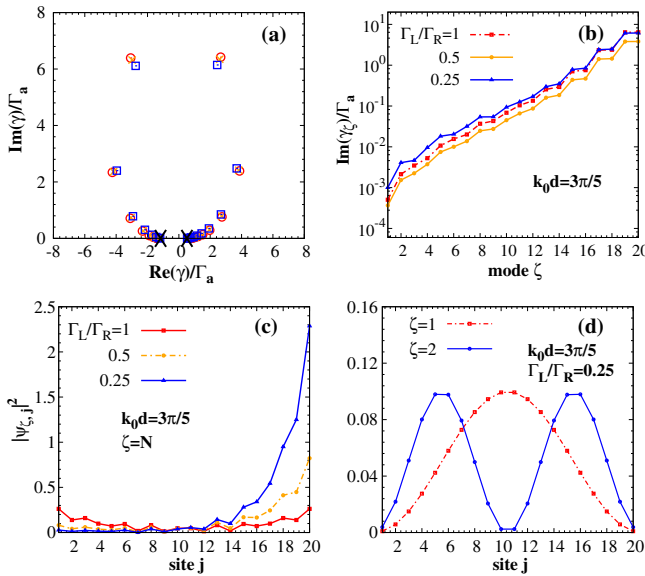 (a)
Im(γ)/Γa
8
6
4
2
0
-8 -6 -4 -2 0 2 4 6 8
Re(γ)/Γa
(b)
Im(γζ)/Γa
10^1
10^0
10^-1
10^-2
10^-3
10^-4
ΓL/ΓR=1
0.5
0.25
k0d=3π/5
2 4 6 8 10 12 14 16 18 20
mode ζ
(c)
|ψζ,j|^2
2.5
2
1.5
1
0.5
0
ΓL/ΓR=1
0.5
0.25
k0d=3π/5
ζ=N
2 4 6 8 10 12 14 16 18 20
site j
(d)
0.16
0.12
0.08
0.04
0
ζ=1
ζ=2
k0d=3π/5
ΓL/ΓR=0.25
2 4 6 8 10 12 14 16 18 20
site j